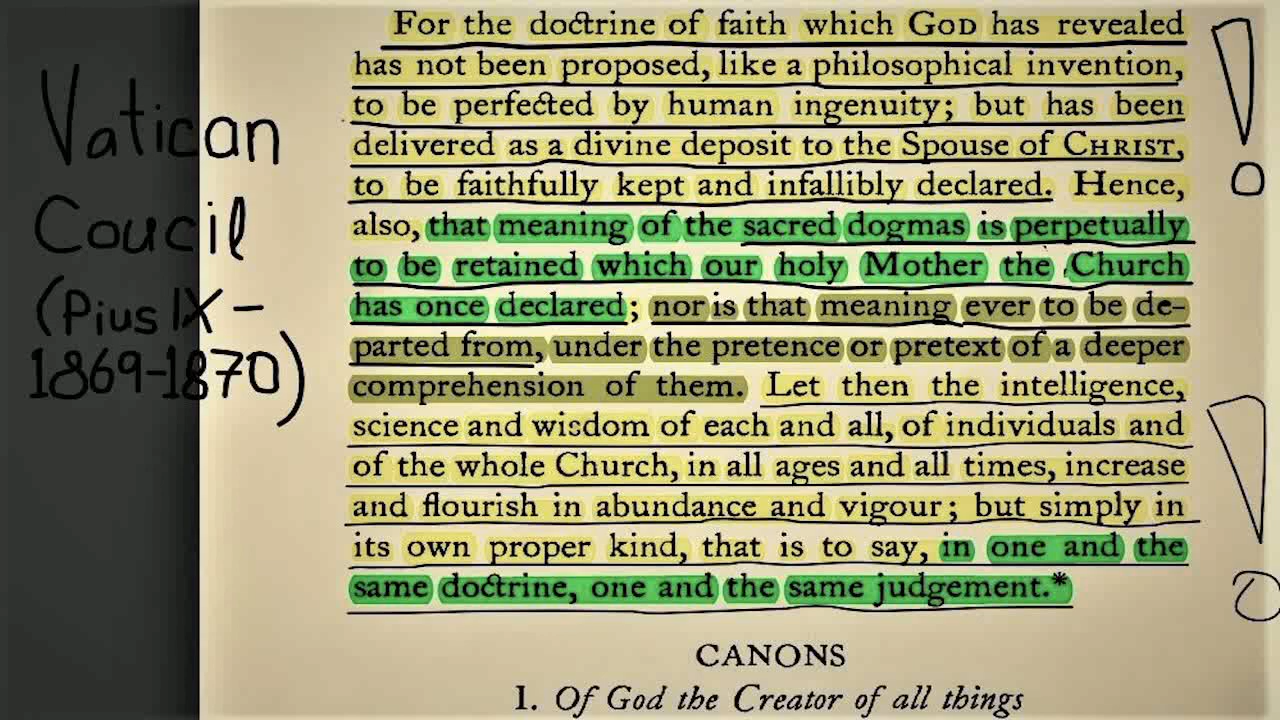 Vatican
Coucil
(Pius IX –
1869-1870)
For the doctrine of faith which GOD has revealed
has not been proposed, like a philosophical invention,
to be perfected by human ingenuity; but has been
delivered as a divine deposit to the Spouse of CHRIST,
to be faithfully kept and infallibly declared. Hence,
also, that meaning of the sacred dogmas is perpetually
to be retained which our holy Mother the Church
has once declared; nor is that meaning ever to be de-
parted from, under the pretence or pretext of a deeper
comprehension of them. Let then the intelligence,
science and wisdom of each and all, of individuals and
of the whole Church, in all ages and all times, increase
and flourish in abundance and vigour; but simply in
its own proper kind, that is to say, in one and the
same doctrine, one and the same judgement.*
CANONS
I. Of God the Creator of all things
!
!